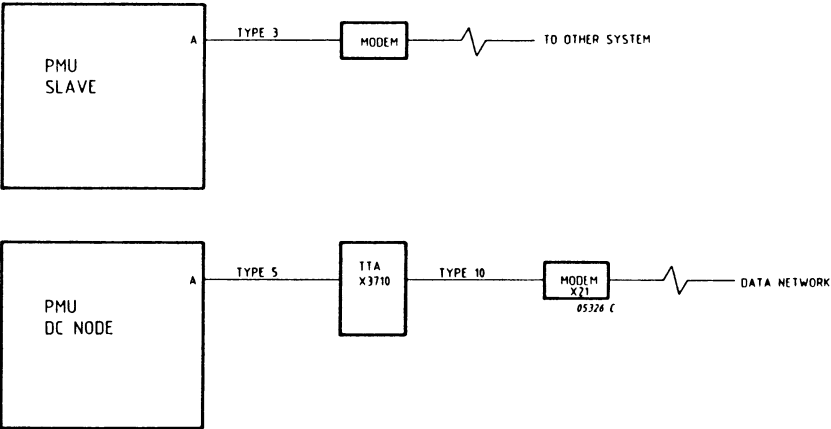 A
TYPE 3
MODEM
TO OTHER SYSTEM
PMU
SLAVE
A
TYPE 5
TTA
X3710
TYPE 10
MODEM
X21
05326 C
DATA NETWORK
PMU
DC NODE